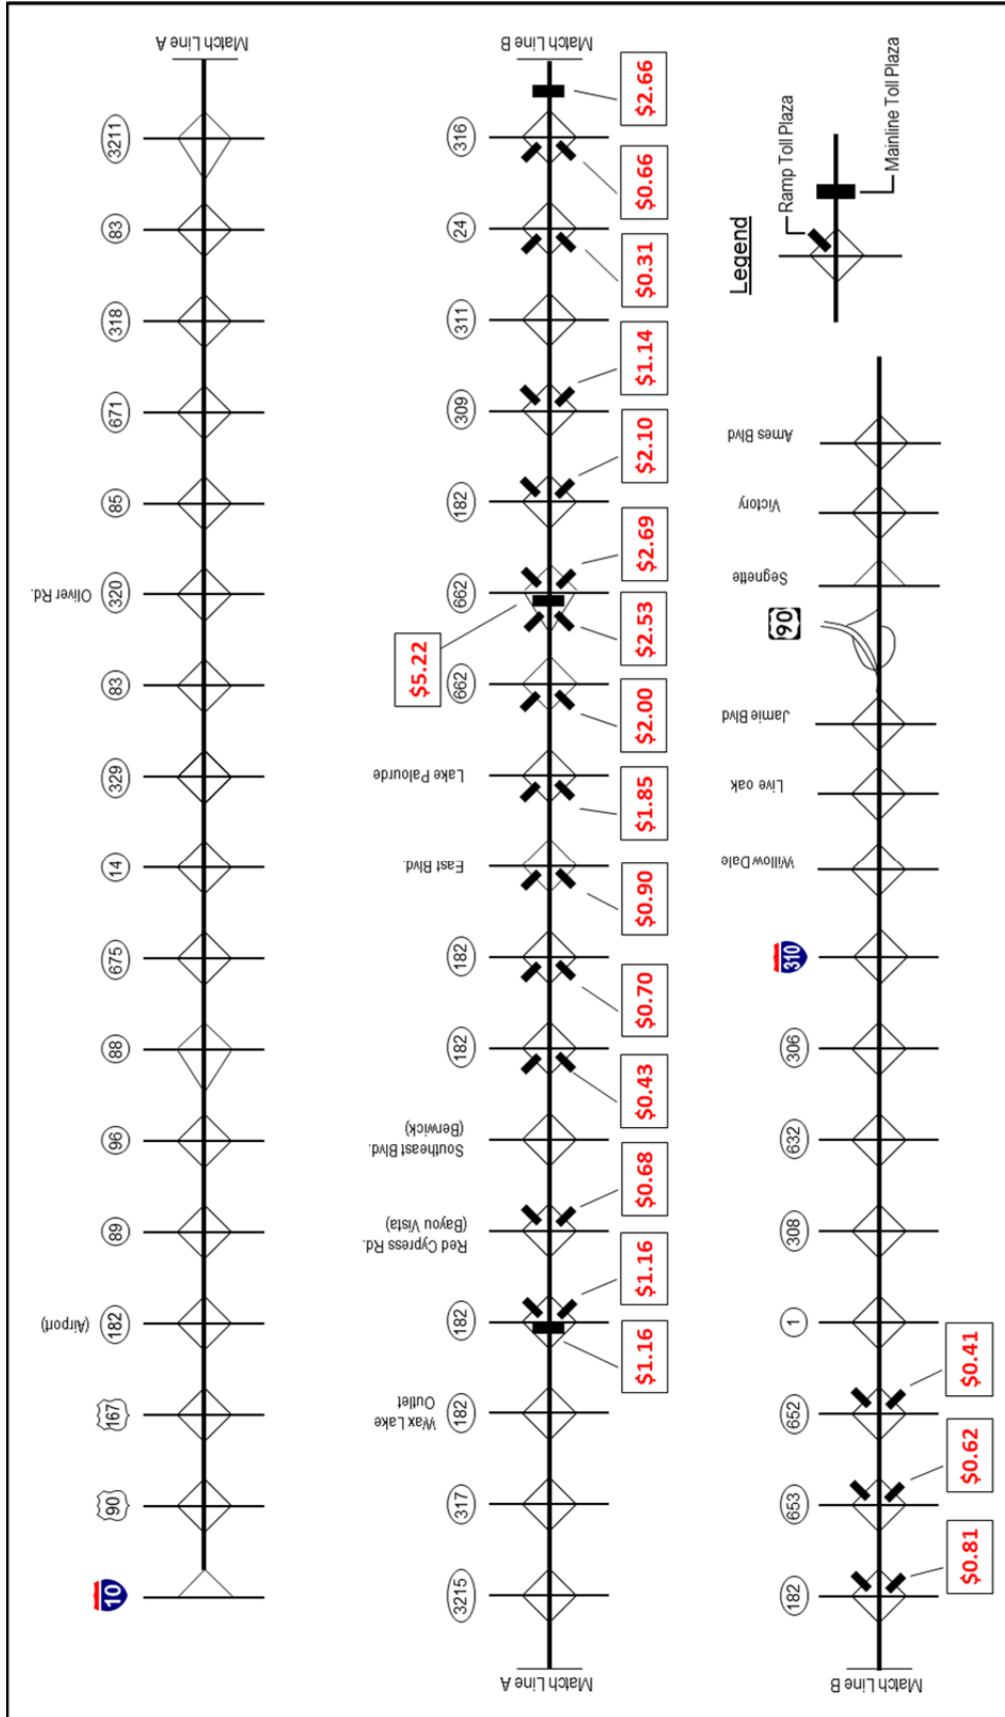 Match Line A
3211
83
318
671
85
Oliver Rd.
320
83
329
14
675
88
96
89
(Airport)
182
167
90
10
Match Line B
316
24
311
309
182
662
662
Lake Palourde
East Blvd.
182
182
Southeast Blvd.
(Berwick)
Red Cypress Rd.
(Bayou Vista)
182
Wax Lake
Outlet
182
317
3215
Match Line A
$2.66
$0.66
$0.31
$1.14
$2.10
$2.69
$5.22
$2.53
$2.00
$1.85
$0.90
$0.70
$0.43
$0.68
$1.16
$1.16
Legend
Ramp Toll Plaza
Mainline Toll Plaza
Ames Blvd
Victory
Segnette
90
Jamie Blvd
Live oak
Willow Dale
310
306
632
308
1
652
653
182
Match Line B
$0.41
$0.62
$0.81